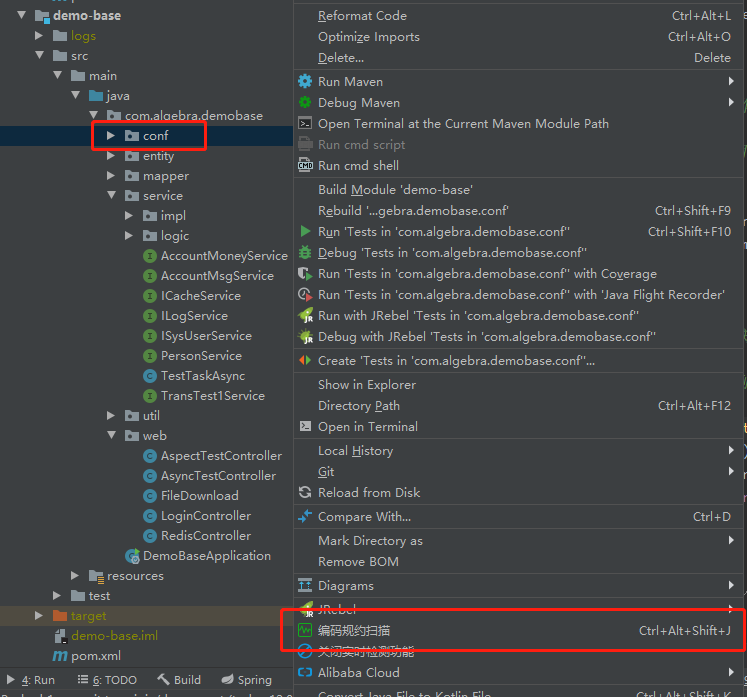 demo-base
logs
src
main
java
com.algebra.demobase
conf
entity
mapper
service
impl
logic
AccountMoneyService
AccountMsgService
ICacheService
ILogService
ISysUserService
PersonService
TestTaskAsync
TransTest1Service
util
web
AspectTestController
AsyncTestController
FileDownload
LoginController
RedisController
DemoBaseApplication
resources
test
target
demo-base.iml
pom.xml
4: Run 6: TODO Build Spring
Reformat Code Ctrl+Alt+L
Optimize Imports Ctrl+Alt+O
Delete... Delete
Run Maven
Debug Maven
Open Terminal at the Current Maven Module Path
Run cmd script
Run cmd shell
Build Module 'demo-base'
Rebuild '...gebra.demobase.conf' Ctrl+Shift+F9
Run 'Tests in 'com.algebra.demobase.conf'' Ctrl+Shift+F10
Debug 'Tests in 'com.algebra.demobase.conf''
Run 'Tests in 'com.algebra.demobase.conf'' with Coverage
Run 'Tests in 'com.algebra.demobase.conf'' with 'Java Flight Recorder'
Run with JRebel 'Tests in 'com.algebra.demobase.conf''
Debug with JRebel 'Tests in 'com.algebra.demobase.conf''
Create 'Tests in 'com.algebra.demobase.conf''...
Show in Explorer
Directory Path Ctrl+Alt+F12
Open in Terminal
Local History
Git
Reload from Disk
Compare With... Ctrl+D
Mark Directory as
Remove BOM
Diagrams
JRebel
编码规约扫描 Ctrl+Alt+Shift+J
关闭实时检测功能
Alibaba Cloud
Convert Java File to Kotlin File Ctrl+Alt+Shift+K